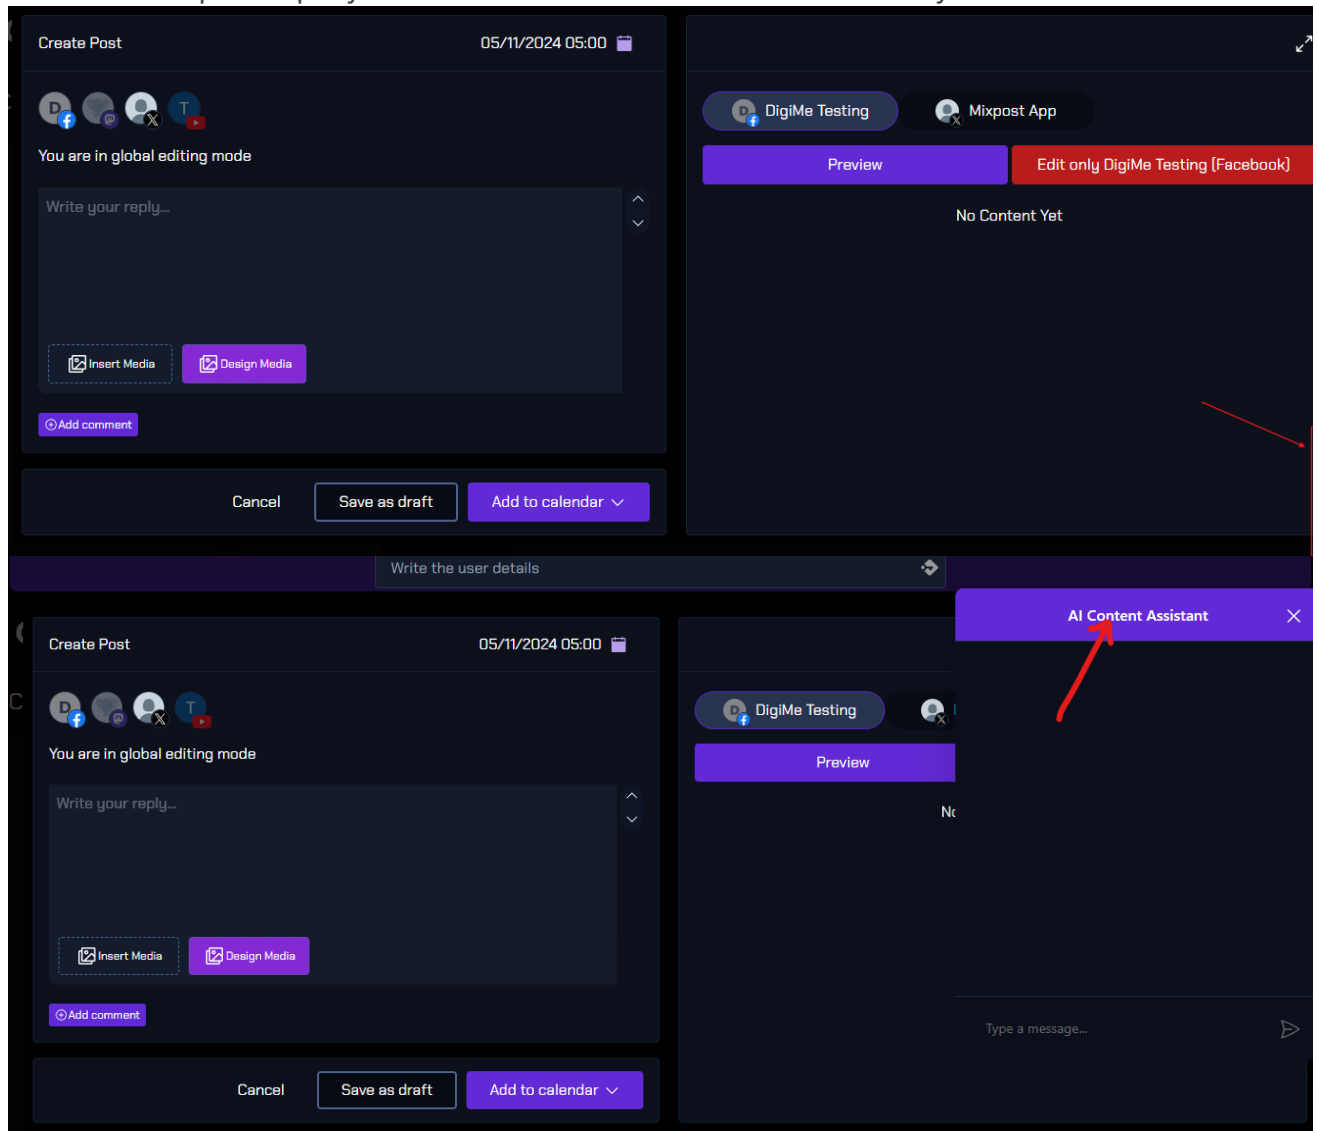 Create Post
05/11/2024 05:00
D
T
You are in global editing mode
Write your reply...
Insert Media
Design Media
Add comment
Cancel
Save as draft
Add to calendar
D
DigiMe Testing
Mixpost App
Preview
Edit only DigiMe Testing (Facebook)
No Content Yet
Write the user details
Create Post
05/11/2024 05:00
D
T
You are in global editing mode
Write your reply...
Insert Media
Design Media
Add comment
Cancel
Save as draft
Add to calendar
D
DigiMe Testing
Preview
No
AI Content Assistant
Type a message...